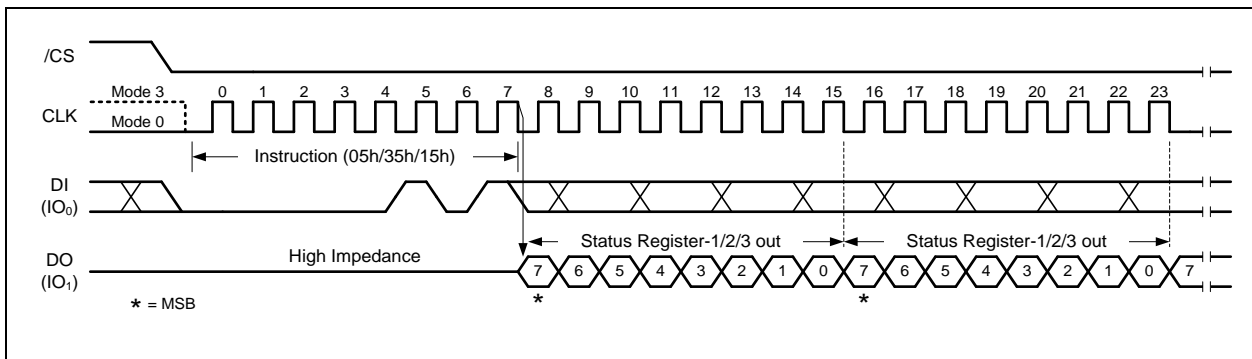 /CS
Mode 3
0 1 2 3 4 5 6 7 8 9 10 11 12 13 14 15 16 17 18 19 20 21 22 23
CLK
Mode 0
Instruction (05h/35h/15h)
DI
(IO₀)
Status Register-1/2/3 out Status Register-1/2/3 out
High Impedance
DO
(IO₁)
7 6 5 4 3 2 1 0 7 6 5 4 3 2 1 0 7
* *
* = MSB